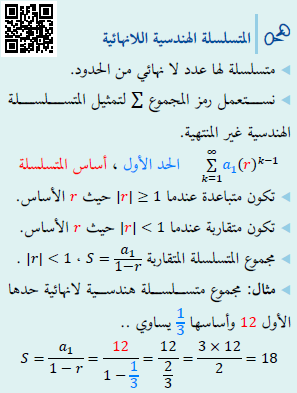 المتسلسلة الهندسية اللانهائية
متسلسلة لها عدد لا نهائي من الحدود.
نستعمل رمز المجموع ∑ لتمثيل المتسلسلة
الهندسية غير المنتهية.
∑_{k=1}^{∞} a₁(r)^{k−1} الحد الأول ، أساس المتسلسلة
تكون متباعدة عندما |r| ≥ 1 حيث r الأساس.
تكون متقاربة عندما |r| < 1 حيث r الأساس.
مجموع المتسلسلة المتقاربة S = a₁/(1−r) ، |r| < 1 .
مثال: مجموع متسلسلة هندسية لانهائية حدها
الأول 12 وأساسها 1/3 يساوي ..
S = a₁/(1 − r) = 12/(1 − 1/3) = 12/(2/3) = (3 × 12)/2 = 18